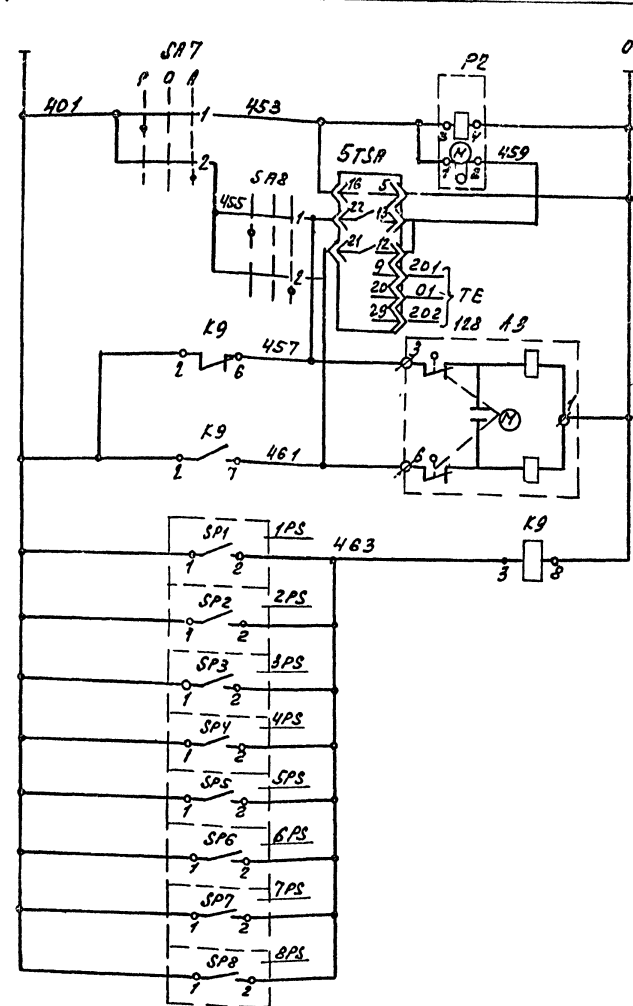 SA7
P O A
P2
0
401
1
453
3
4
M
1
2
459
2
5TSA
16
5
SA8
455
1
22
13
21
12
2
9
201
20
01
TE
29
202
128
A3
K9
2
6
457
3
M
1
K9
2
7
461
6
K9
SP1
1PS
463
1
2
3
8
SP2
2PS
1
2
SP3
3PS
1
2
SP4
4PS
1
2
SP5
5PS
1
2
SP6
6PS
1
2
SP7
7PS
1
2
SP8
8PS
1
2